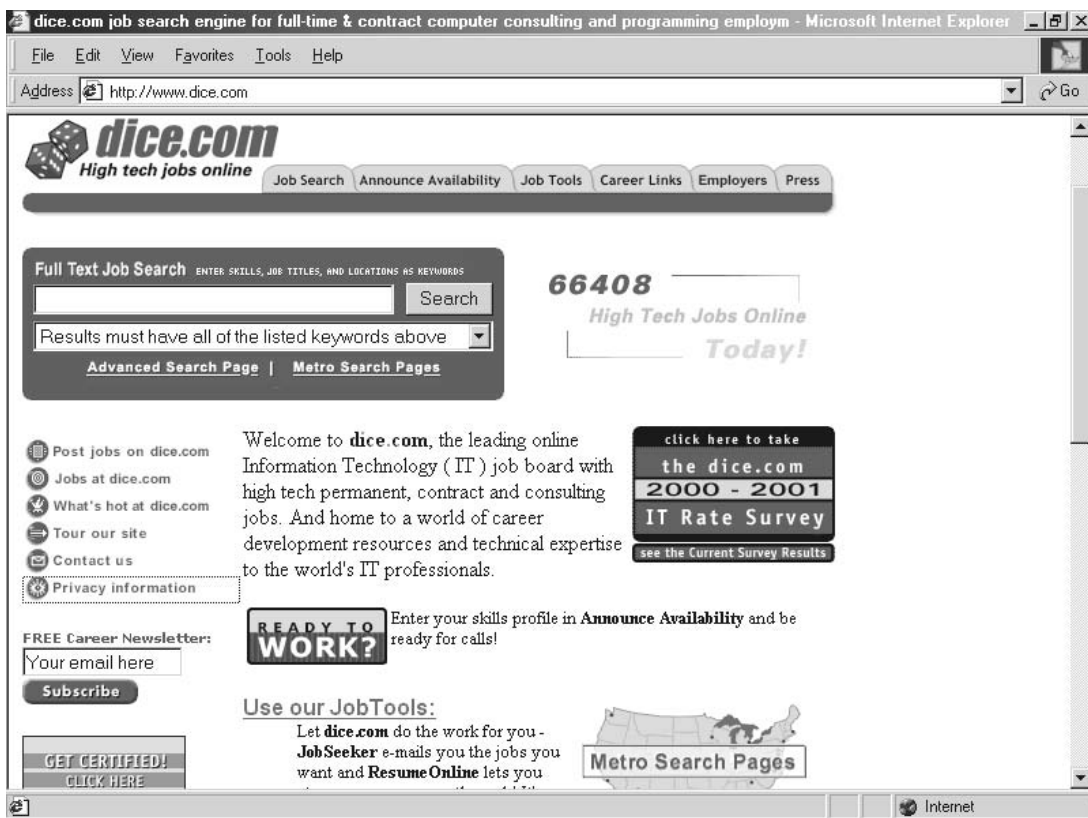 dice.com job search engine for full-time & contract computer consulting and programming employm - Microsoft Internet Explorer
File Edit View Favorites Tools Help
Address http://www.dice.com Go
dice.com
High tech jobs online
Job Search Announce Availability Job Tools Career Links Employers Press
Full Text Job Search ENTER SKILLS, JOB TITLES, AND LOCATIONS AS KEYWORDS
Search
Results must have all of the listed keywords above
Advanced Search Page | Metro Search Pages
66408
High Tech Jobs Online
Today!
Post jobs on dice.com
Jobs at dice.com
What's hot at dice.com
Tour our site
Contact us
Privacy information
FREE Career Newsletter:
Your email here
Subscribe
GET CERTIFIED!
CLICK HERE
Welcome to dice.com, the leading online
Information Technology ( IT ) job board with
high tech permanent, contract and consulting
jobs. And home to a world of career
development resources and technical expertise
to the world's IT professionals.
click here to take
the dice.com
2000 - 2001
IT Rate Survey
see the Current Survey Results
READY TO
WORK?
Enter your skills profile in Announce Availability and be
ready for calls!
Use our JobTools:
Let dice.com do the work for you -
JobSeeker e-mails you the jobs you
want and ResumeOnline lets you
Metro Search Pages
Internet